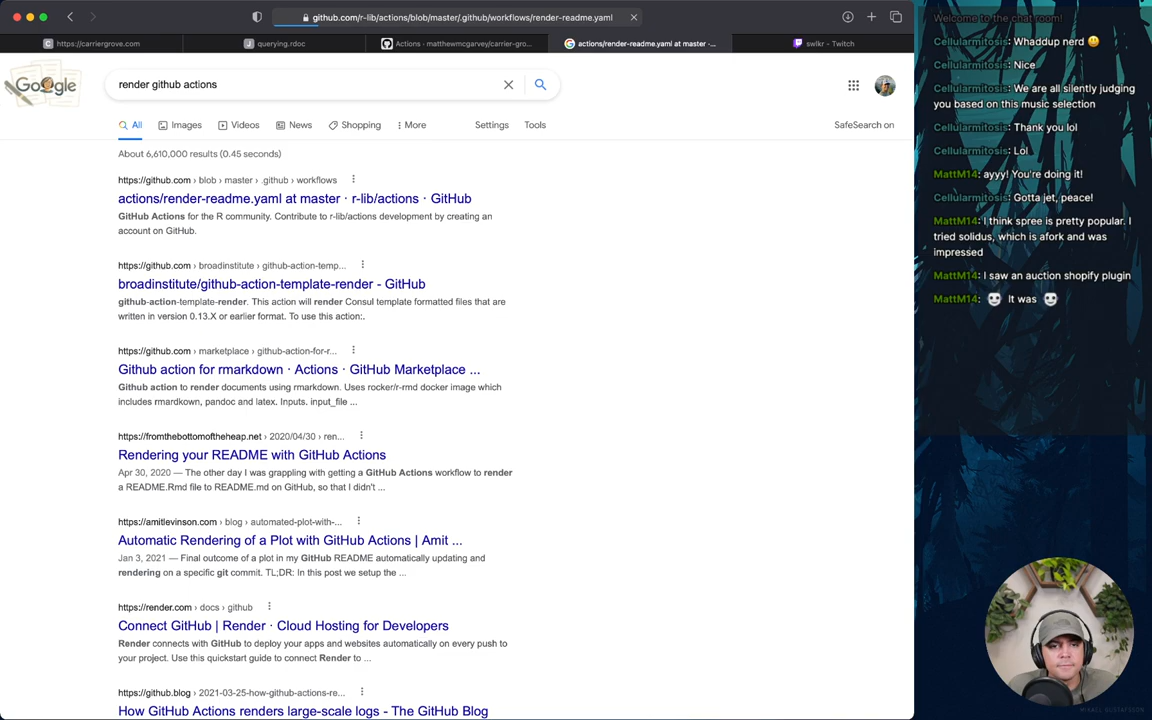 github.com/r-lib/actions/blob/master/.github/workflows/render-readme.yaml
https://carriergrove.com
querying.rdoc
Actions · matthewmcgarvey/carrier-gro...
actions/render-readme.yaml at master ·...
swlkr - Twitch
Google
render github actions
All
Images
Videos
News
Shopping
More
Settings
Tools
SafeSearch on
About 6,610,000 results (0.45 seconds)
https://github.com › blob › master › .github › workflows
actions/render-readme.yaml at master · r-lib/actions · GitHub
GitHub Actions for the R community. Contribute to r-lib/actions development by creating an
account on GitHub.
https://github.com › broadinstitute › github-action-temp...
broadinstitute/github-action-template-render - GitHub
github-action-template-render. This action will render Consul template formatted files that are
written in version 0.13.X or earlier format. To use this action:.
https://github.com › marketplace › github-action-for-r...
Github action for rmarkdown · Actions · GitHub Marketplace ...
Github action to render documents using rmarkdown. Uses rocker/r-rmd docker image which
includes rmardkown, pandoc and latex. Inputs. input_file ...
https://fromthebottomoftheheap.net › 2020/04/30 › ren...
Rendering your README with GitHub Actions
Apr 30, 2020 — The other day I was grappling with getting a GitHub Actions workflow to render
a README.Rmd file to README.md on GitHub, so that I didn't ...
https://amitlevinson.com › blog › automated-plot-with-...
Automatic Rendering of a Plot with GitHub Actions | Amit ...
Jan 3, 2021 — Final outcome of a plot in my GitHub README automatically updating and
rendering on a specific git commit. TL;DR: In this post we setup the ...
https://render.com › docs › github
Connect GitHub | Render · Cloud Hosting for Developers
Render connects with GitHub to deploy your apps and websites automatically on every push to
your project. Use this quickstart guide to connect Render to ...
https://github.blog › 2021-03-25-how-github-actions-re...
How GitHub Actions renders large-scale logs - The GitHub Blog
Welcome to the chat room!
Cellularmitosis: Whaddup nerd 😃
Cellularmitosis: Nice
Cellularmitosis: We are all silently judging
you based on this music selection
Cellularmitosis: Thank you lol
Cellularmitosis: Lol
MattM14: ayyy! You're doing it!
Cellularmitosis: Gotta jet, peace!
MattM14: I think spree is pretty popular. I
tried solidus, which is afork and was
impressed
MattM14: I saw an auction shopify plugin
MattM14: 💀 It was 💀
MIKAEL GUSTAFSSON